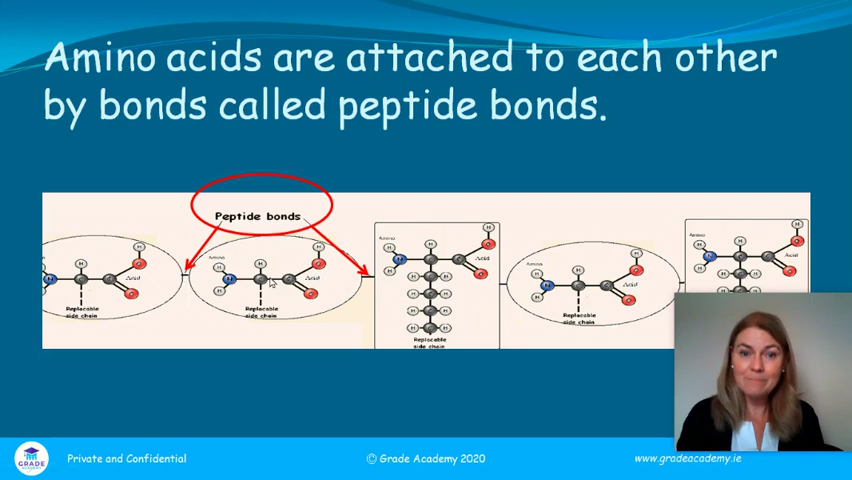 Amino acids are attached to each other
by bonds called peptide bonds.
Peptide bonds
Amino
H
H
N
C
H
C
Acid
O
H
O
Replacable
side chain
Amino
H
H
N
C
H
C
Acid
O
H
O
Replacable
side chain
Amino
H
H
N
C
H
C
Acid
O
H
O
H C H
H C H
H C H
H C H
Replacable
side chain
Amino
H
H
N
C
H
C
Acid
O
H
O
Replacable
side chain
Amino
H
H
N
C
H
C
Acid
O
H
O
H C H
GRADE
ACADEMY
Private and Confidential
© Grade Academy 2020
www.gradeacademy.ie